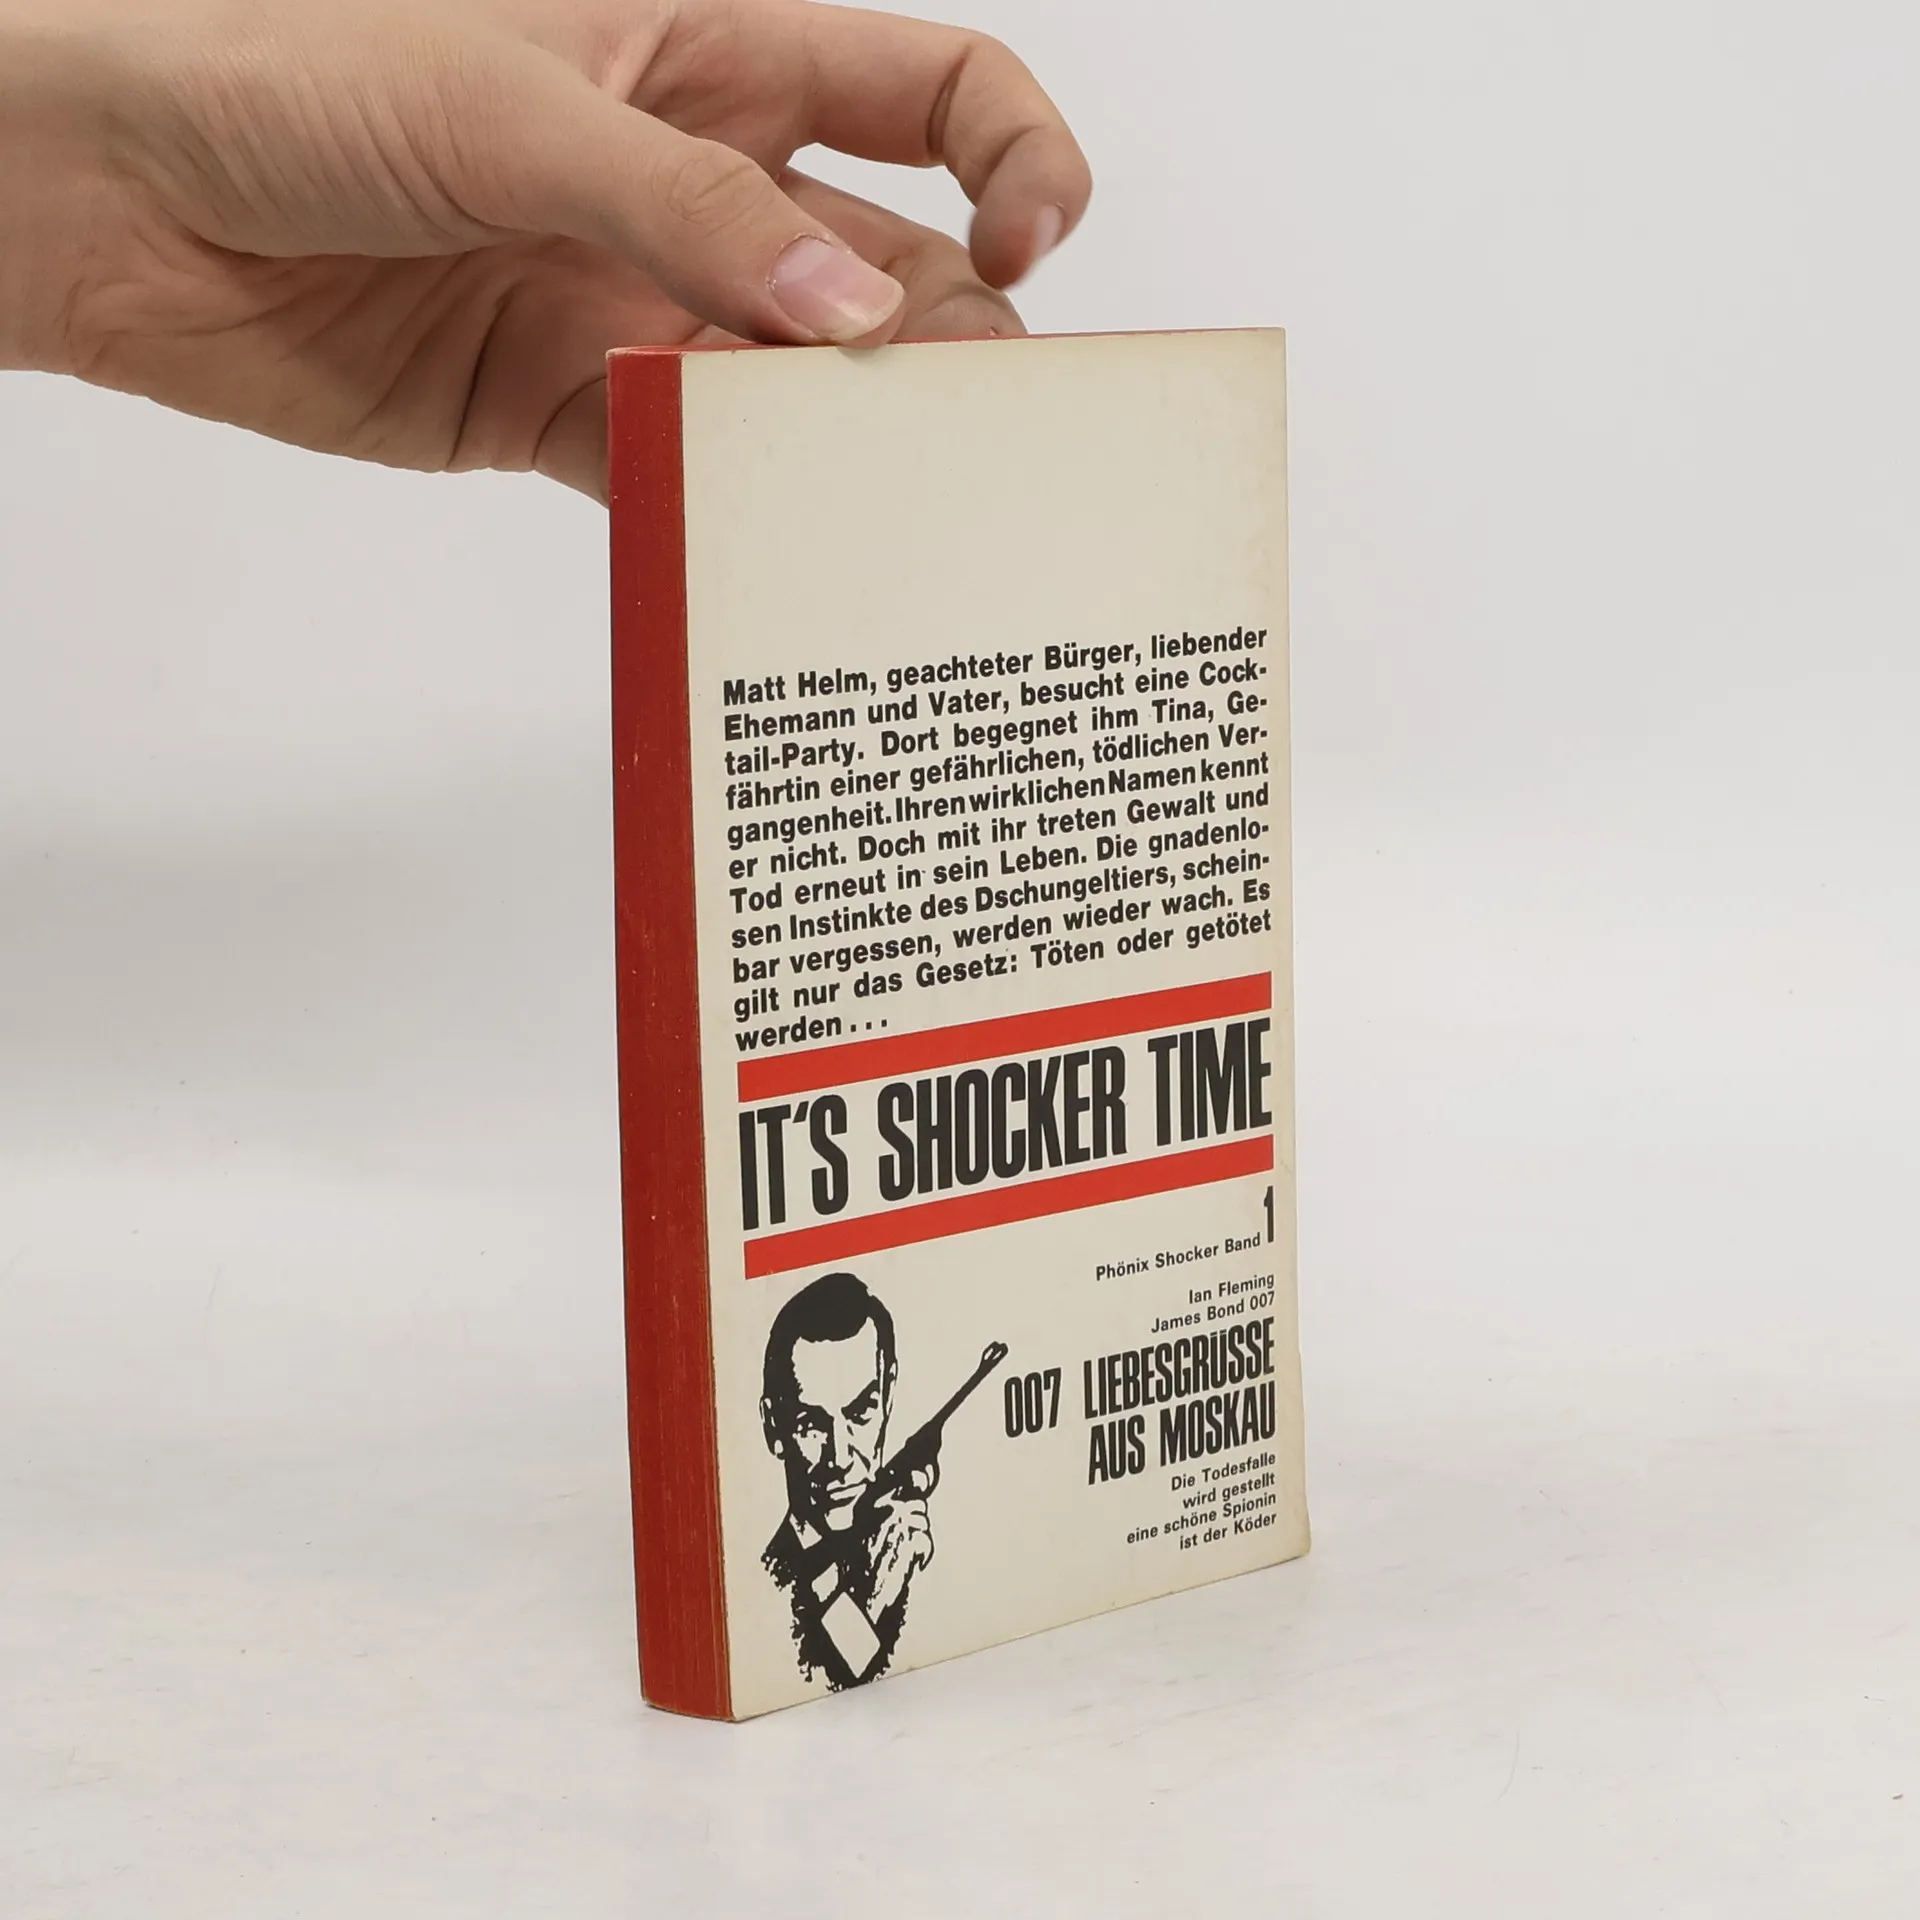 Matt Helm, geachteter Bürger, liebender
Ehemann und Vater, besucht eine Cock-
tail-Party. Dort begegnet ihm Tina, Ge-
fährtin einer gefährlichen, tödlichen Ver-
gangenheit. Ihren wirklichen Namen kennt
er nicht. Doch mit ihr treten Gewalt und
Tod erneut in sein Leben. Die gnadenlo-
sen Instinkte des Dschungeltiers, schein-
bar vergessen, werden wieder wach. Es
gilt nur das Gesetz: Töten oder getötet
werden...
IT'S SHOCKER TIME
Phönix Shocker Band 1
Ian Fleming
James Bond 007
007 LIEBESGRÜSSE
AUS MOSKAU
Die Todesfalle
wird gestellt
eine schöne Spionin
ist der Köder